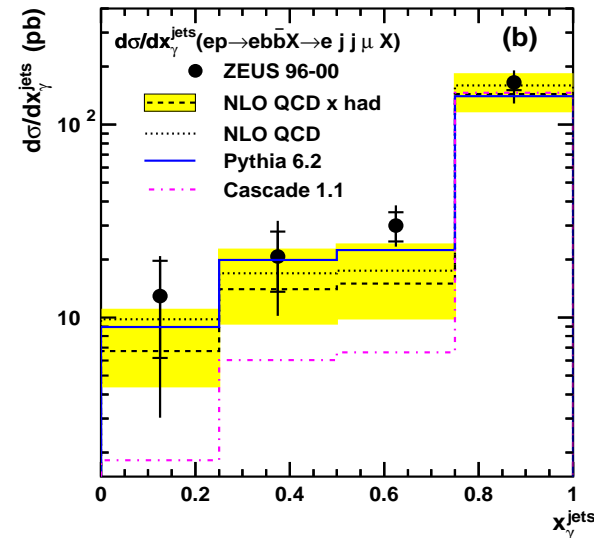 dσ/dx_γ^jets (pb)
dσ/dx_γ^jets(ep→ebb̄X→e j j μ X) (b)
ZEUS 96-00
NLO QCD x had
NLO QCD
Pythia 6.2
Cascade 1.1
10^2
10
0 0.2 0.4 0.6 0.8 1
x_γ^jets